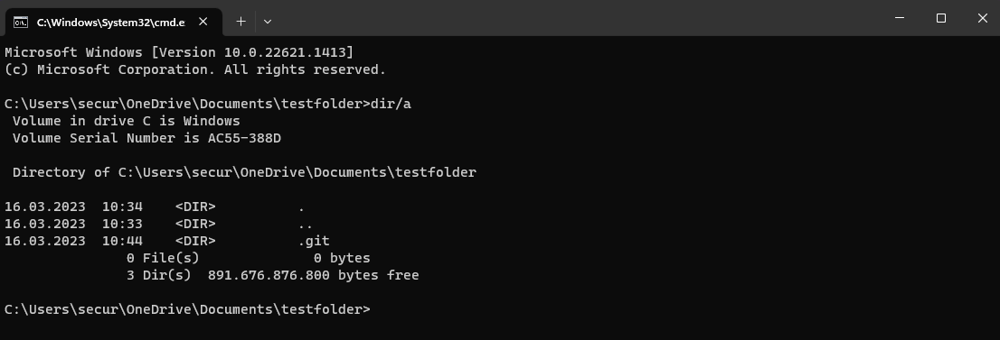 C:\Windows\System32\cmd.e
Microsoft Windows [Version 10.0.22621.1413]
(c) Microsoft Corporation. All rights reserved.
C:\Users\secur\OneDrive\Documents\testfolder>dir/a
Volume in drive C is Windows
Volume Serial Number is AC55-388D
Directory of C:\Users\secur\OneDrive\Documents\testfolder
16.03.2023  10:34    <DIR>          .
16.03.2023  10:33    <DIR>          ..
16.03.2023  10:44    <DIR>          .git
0 File(s)              0 bytes
3 Dir(s)  891.676.876.800 bytes free
C:\Users\secur\OneDrive\Documents\testfolder>